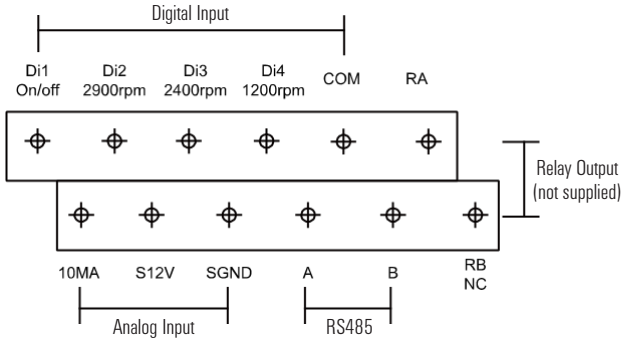 Digital Input
Di1 Di2 Di3 Di4 COM RA
On/off 2900rpm 2400rpm 1200rpm
Relay Output
(not supplied)
10MA S12V SGND A B RB
NC
Analog Input RS485